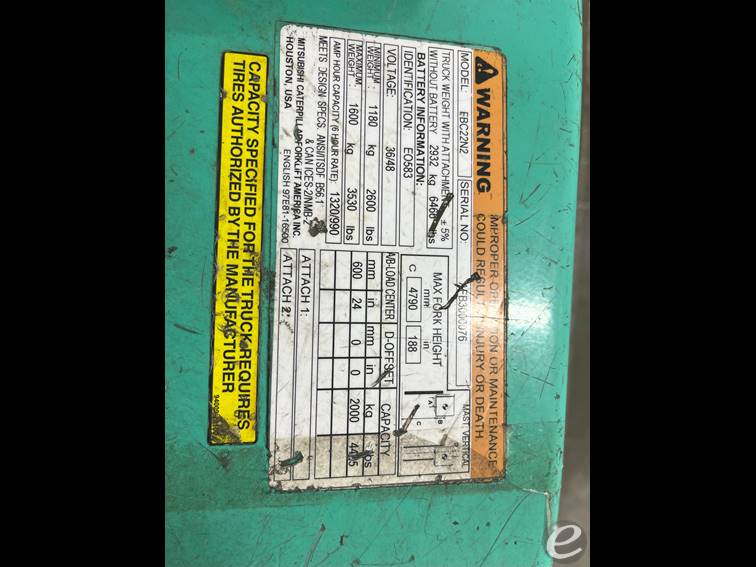 WARNING
IMPROPER OPERATION OR MAINTENANCE
COULD RESULT IN INJURY OR DEATH.
MODEL: EBC22N2 SERIAL NO: MAST: VERTICAL
TRUCK WEIGHT WITH ATTACHMENT ± 5%
WITHOUT BATTERY 2932 kg lbs
BATTERY INFORMATION:
IDENTIFICATION: EO583
VOLTAGE: 36/48
MINIMUM WEIGHT: 1180 kg 2600 lbs
MAXIMUM WEIGHT: 1600 kg 3530 lbs
AMP HOUR CAPACITY (6 HOUR RATE): 1320/990
MEETS DESIGN SPECS. ANSI/ITSDF B56.1
& CAN ICES-2/NMB-2
MITSUBISHI CATERPILLAR FORKLIFT AMERICA INC.
HOUSTON, USA
ENGLISH 97E81-16500
MAX FORK HEIGHT
mm in
C 4790 188
A B C
A/B-LOAD CENTER D-OFFSET CAPACITY
mm in mm in kg lbs
600 24 0 0 2000
ATTACH 1:
ATTACH 2:
CAPACITY SPECIFIED FOR THE TRUCK REQUIRES
TIRES AUTHORIZED BY THE MANUFACTURER
e